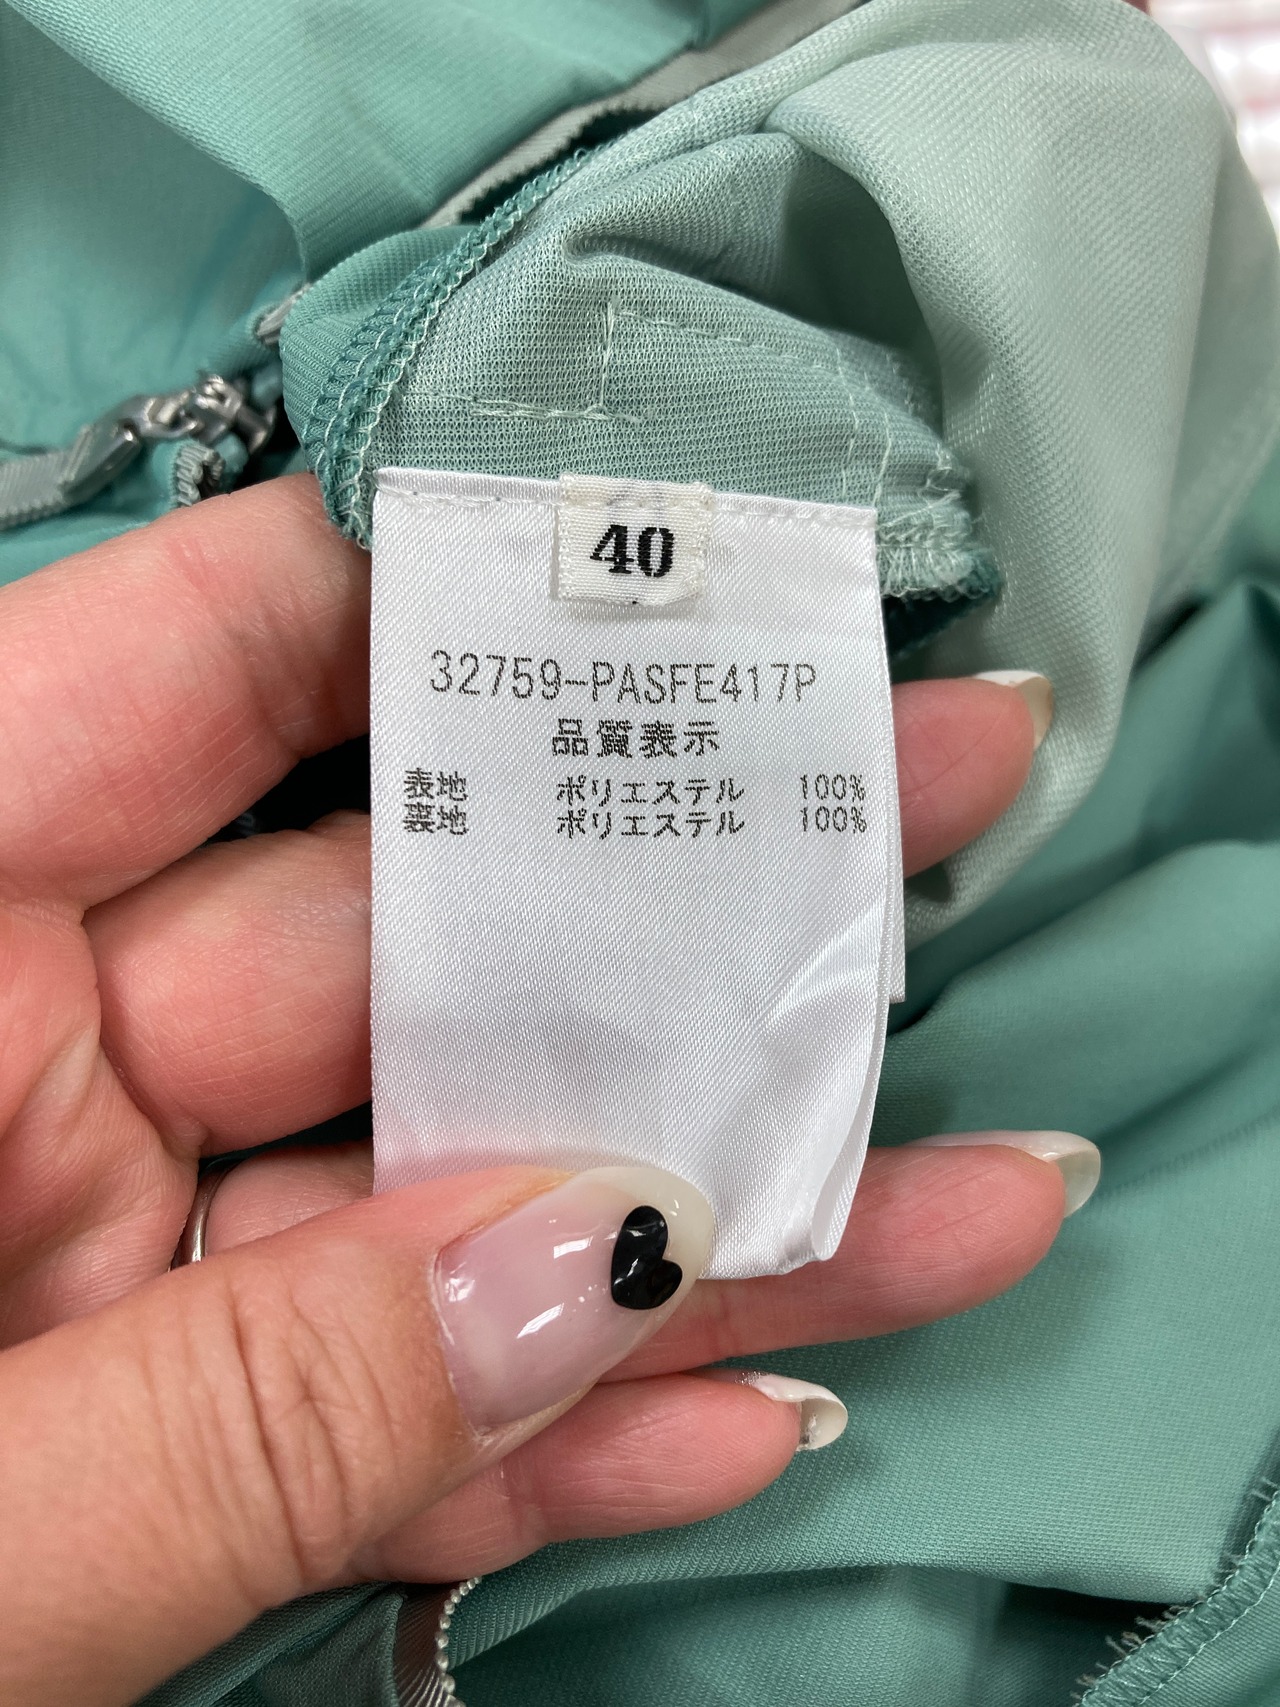 40
32759-PASFE417P
品質表示
表地 ポリエステル 100%
裏地 ポリエステル 100%